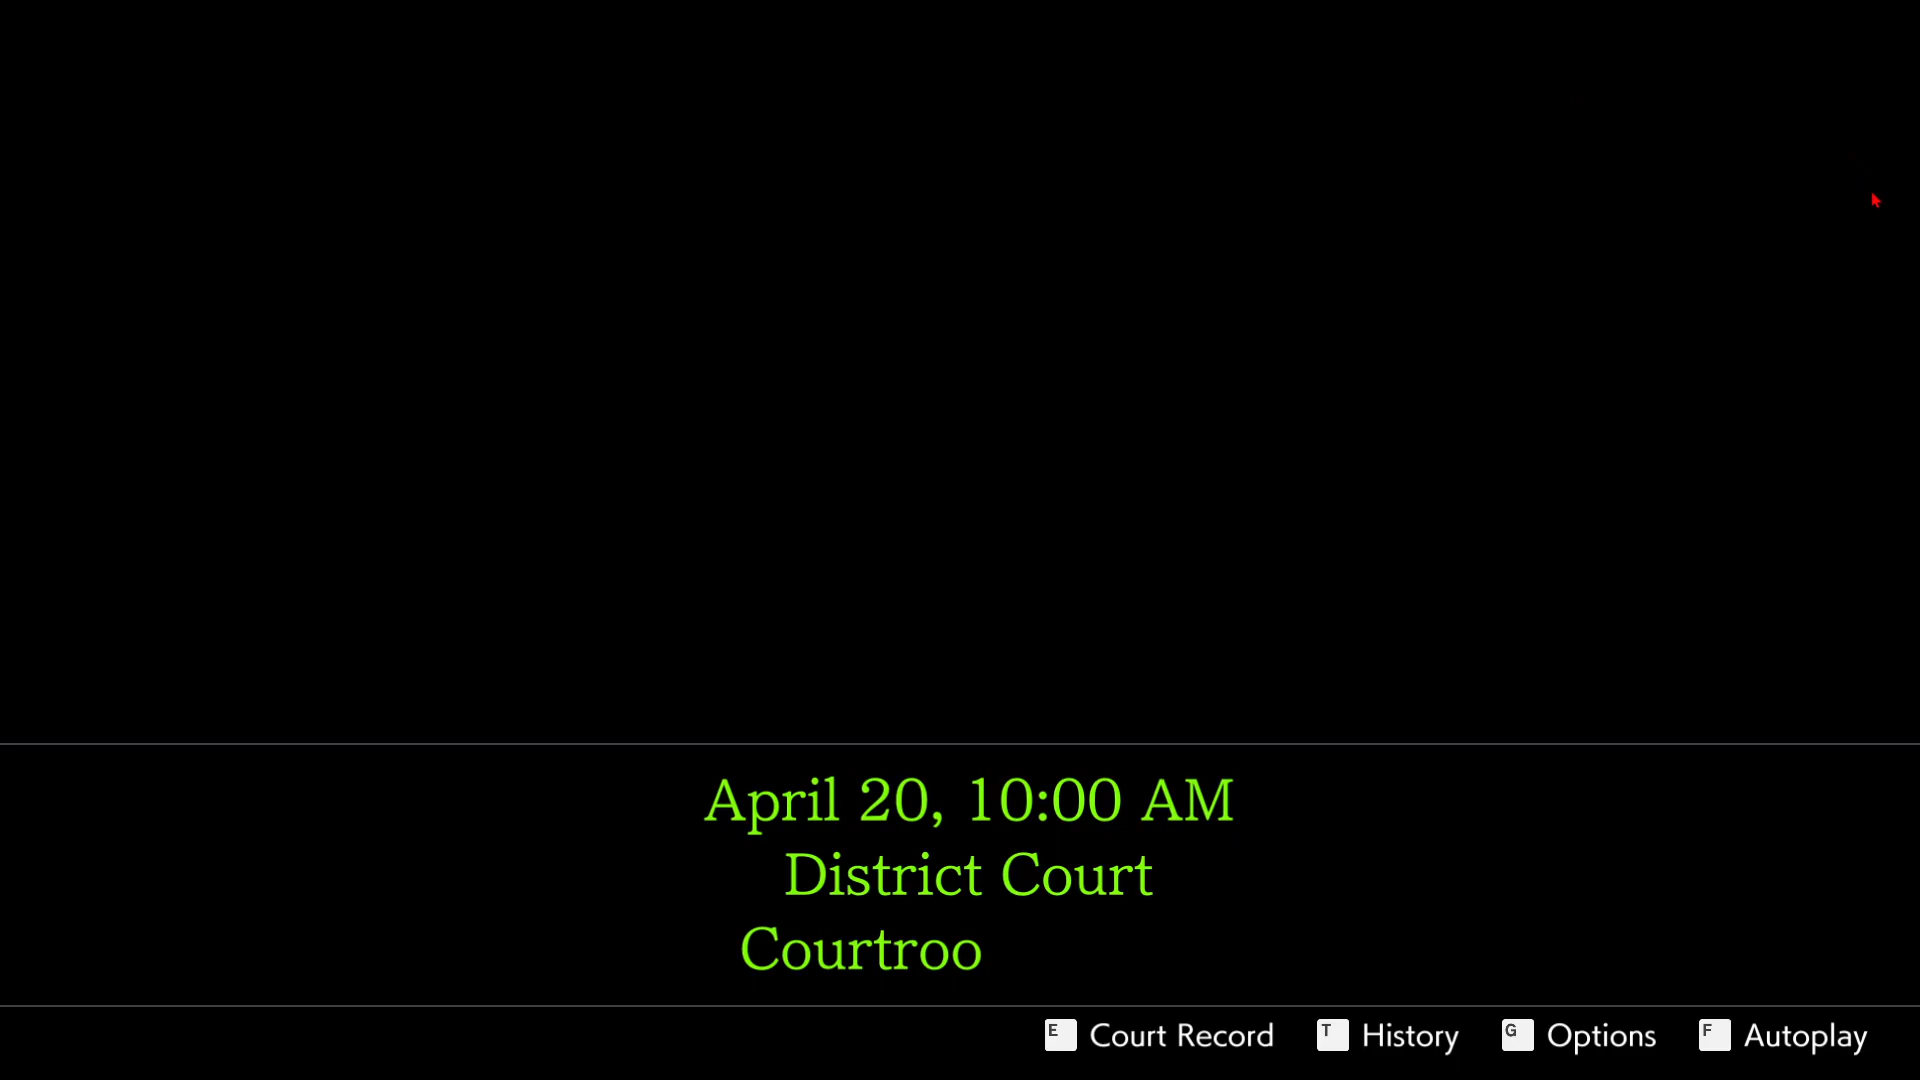 April 20, 10:00 AM
District Court
Courtroo
E Court Record T History G Options F Autoplay